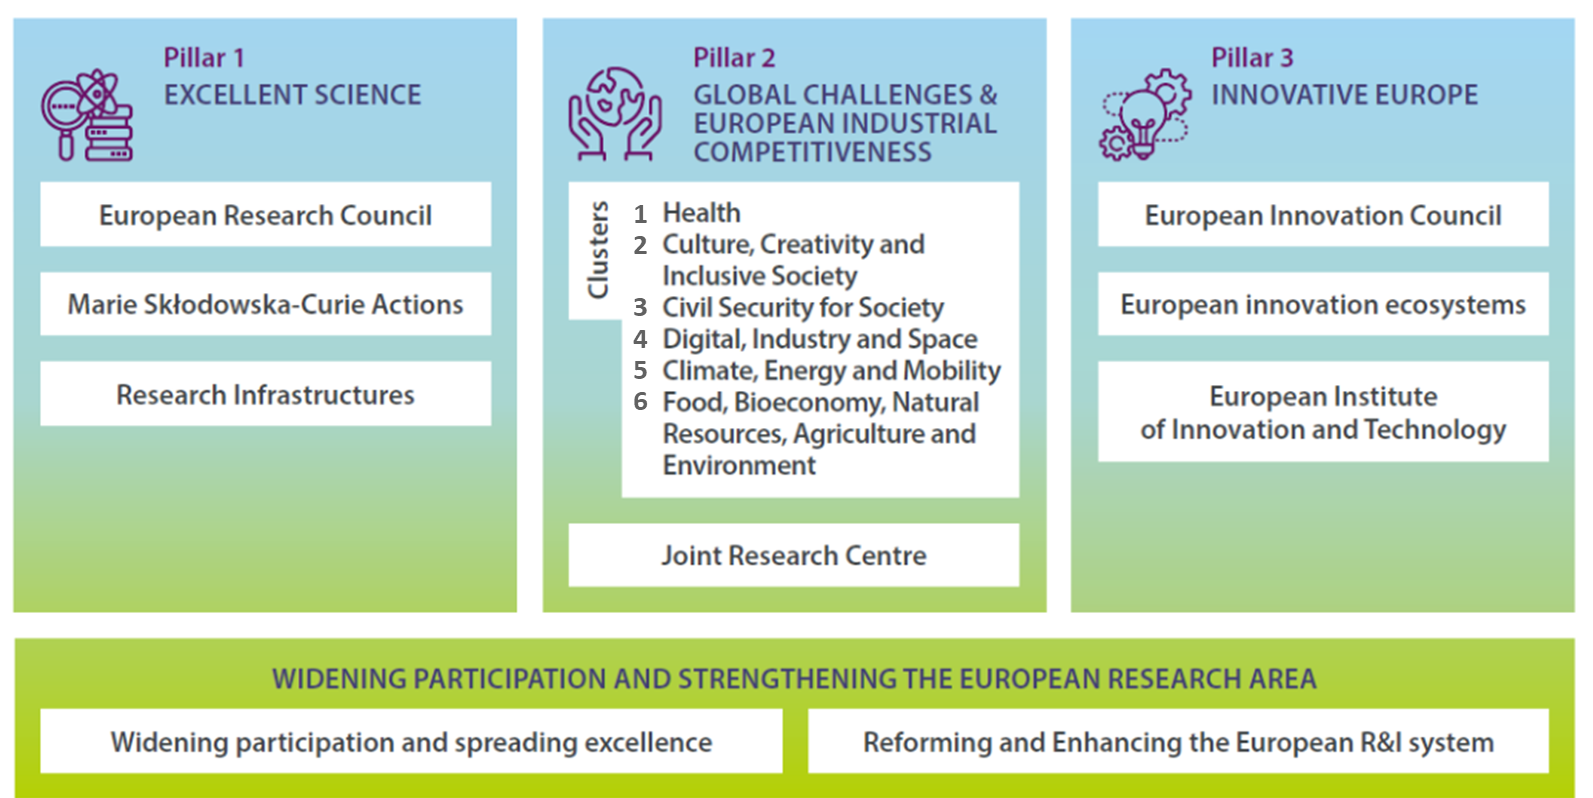 Pillar 1
EXCELLENT SCIENCE
European Research Council
Marie Skłodowska-Curie Actions
Research Infrastructures
Pillar 2
GLOBAL CHALLENGES &
EUROPEAN INDUSTRIAL
COMPETITIVENESS
Clusters
1 Health
2 Culture, Creativity and
Inclusive Society
3 Civil Security for Society
4 Digital, Industry and Space
5 Climate, Energy and Mobility
6 Food, Bioeconomy, Natural
Resources, Agriculture and
Environment
Joint Research Centre
Pillar 3
INNOVATIVE EUROPE
European Innovation Council
European innovation ecosystems
European Institute
of Innovation and Technology
WIDENING PARTICIPATION AND STRENGTHENING THE EUROPEAN RESEARCH AREA
Widening participation and spreading excellence
Reforming and Enhancing the European R&I system